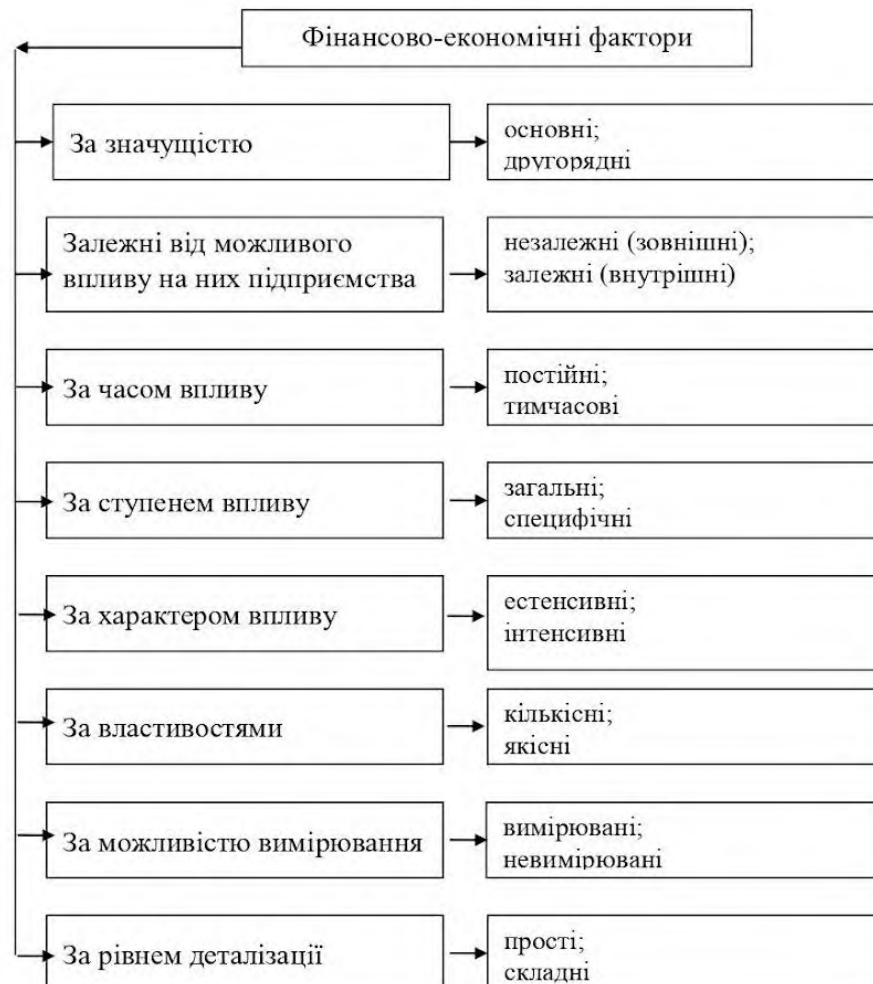 Фінансово-економічні фактори
За значущістю
основні;
другорядні
Залежні від можливого
впливу на них підприємства
незалежні (зовнішні);
залежні (внутрішні)
За часом впливу
постійні;
тимчасові
За ступенем впливу
загальні;
специфічні
За характером впливу
естенсивні;
інтенсивні
За властивостями
кількісні;
якісні
За можливістю вимірювання
вимірювані;
невимірювані
За рівнем деталізації
прості;
складні